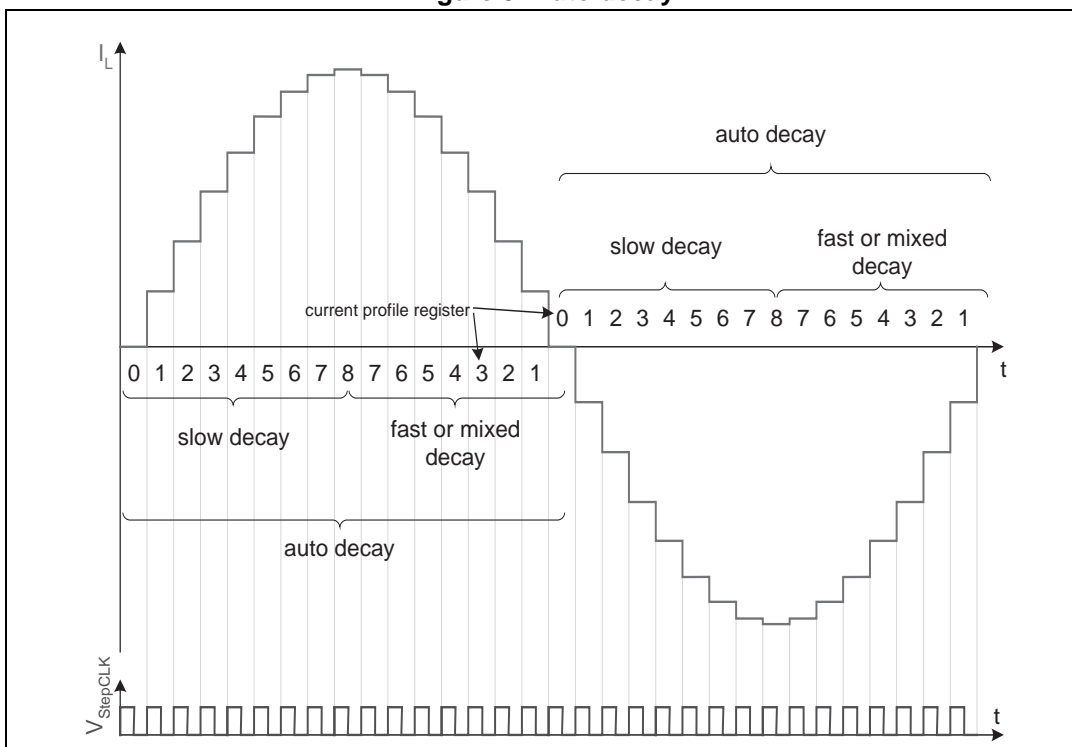 I_L
auto decay
slow decay
fast or mixed
decay
current profile register
0 1 2 3 4 5 6 7 8 7 6 5 4 3 2 1
t
0 1 2 3 4 5 6 7 8 7 6 5 4 3 2 1
slow decay
fast or mixed
decay
auto decay
V_StepCLK
t